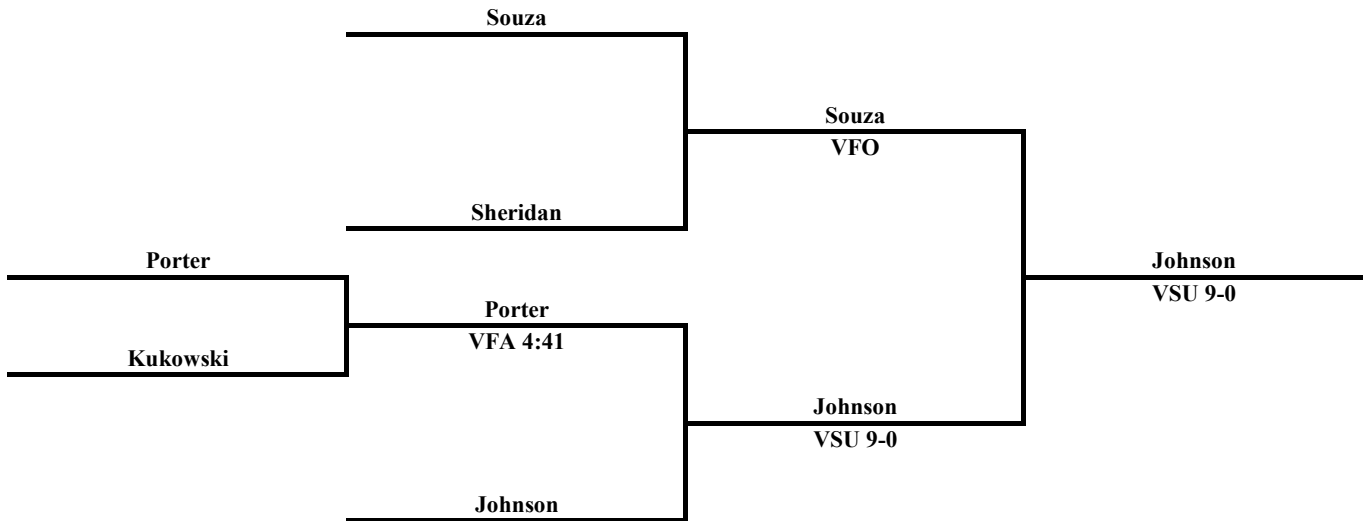 Souza
Souza
VFO
Sheridan
Porter
Johnson
VSU 9-0
Porter
VFA 4:41
Kukowski
Johnson
VSU 9-0
Johnson